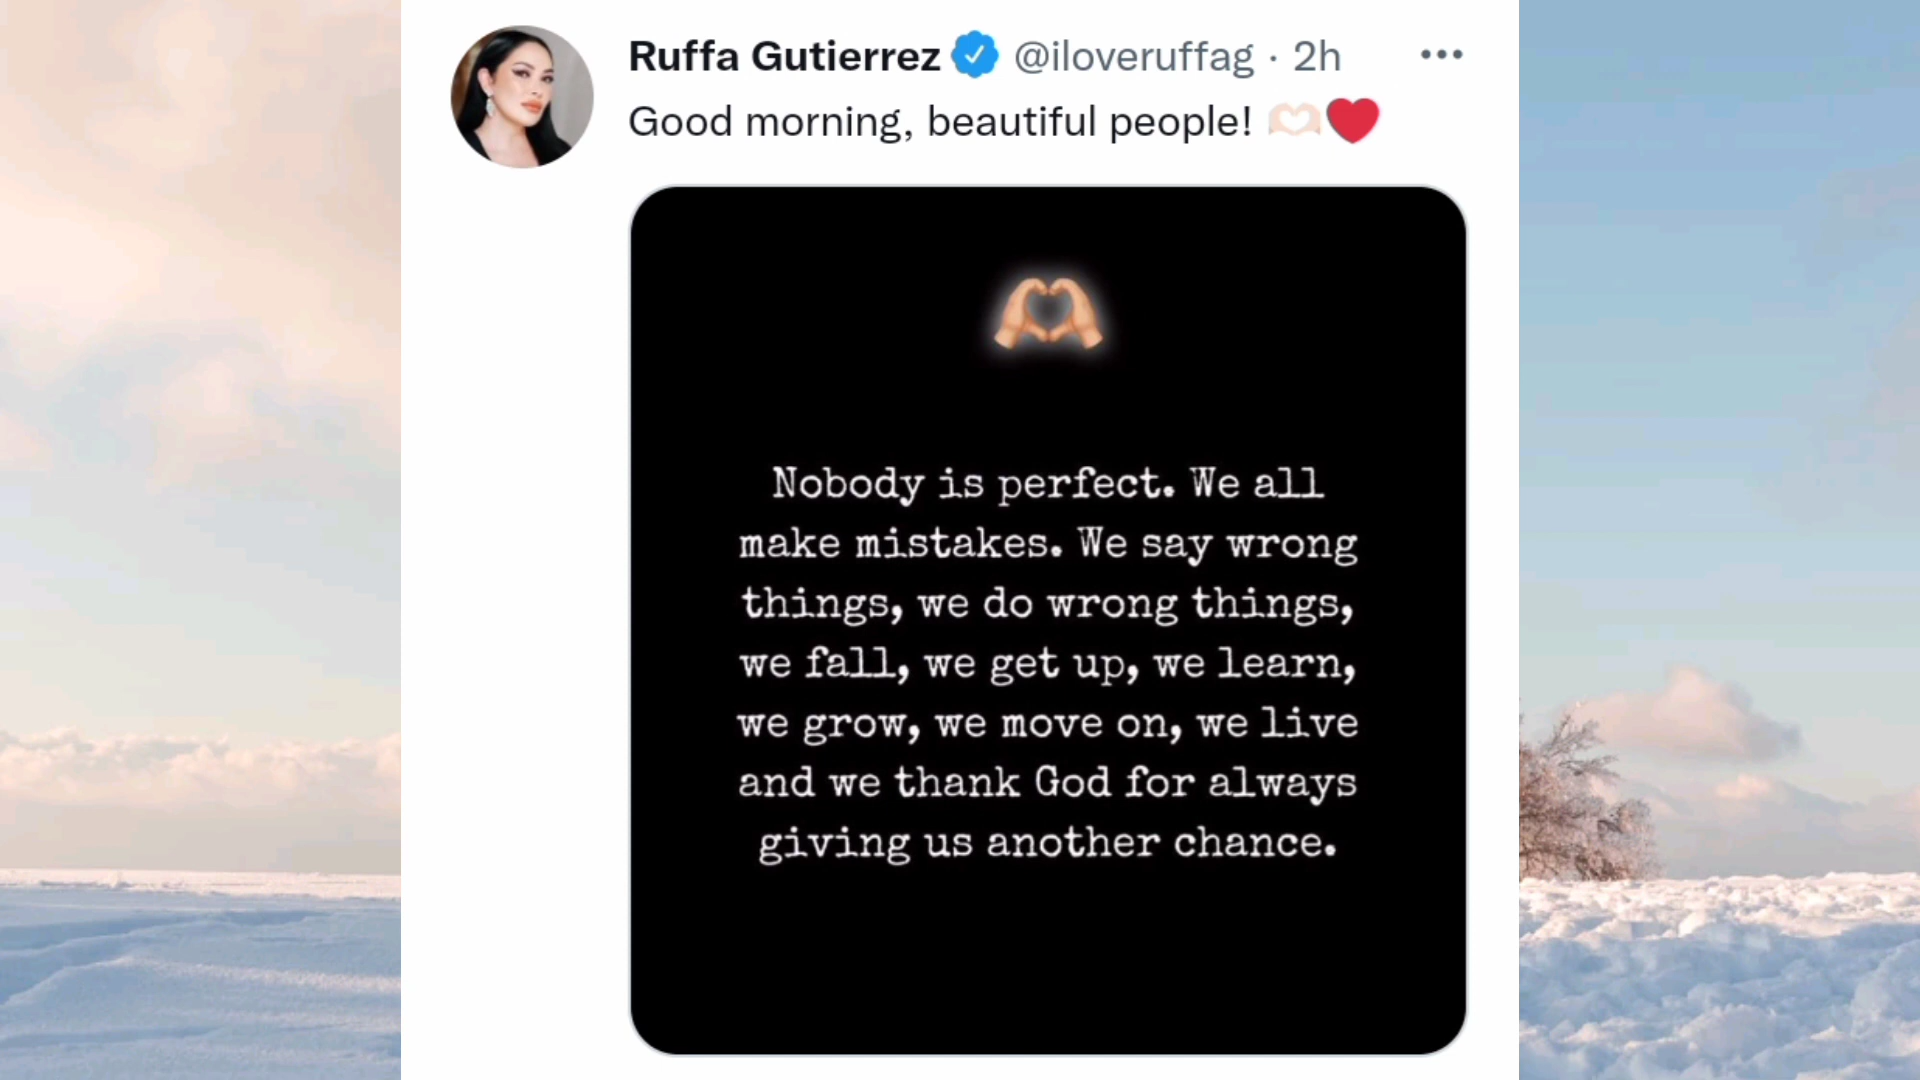 Ruffa Gutierrez @iloveruffag · 2h
Good morning, beautiful people! 🫶🏻❤️
Nobody is perfect. We all
make mistakes. We say wrong
things, we do wrong things,
we fall, we get up, we learn,
we grow, we move on, we live
and we thank God for always
giving us another chance.